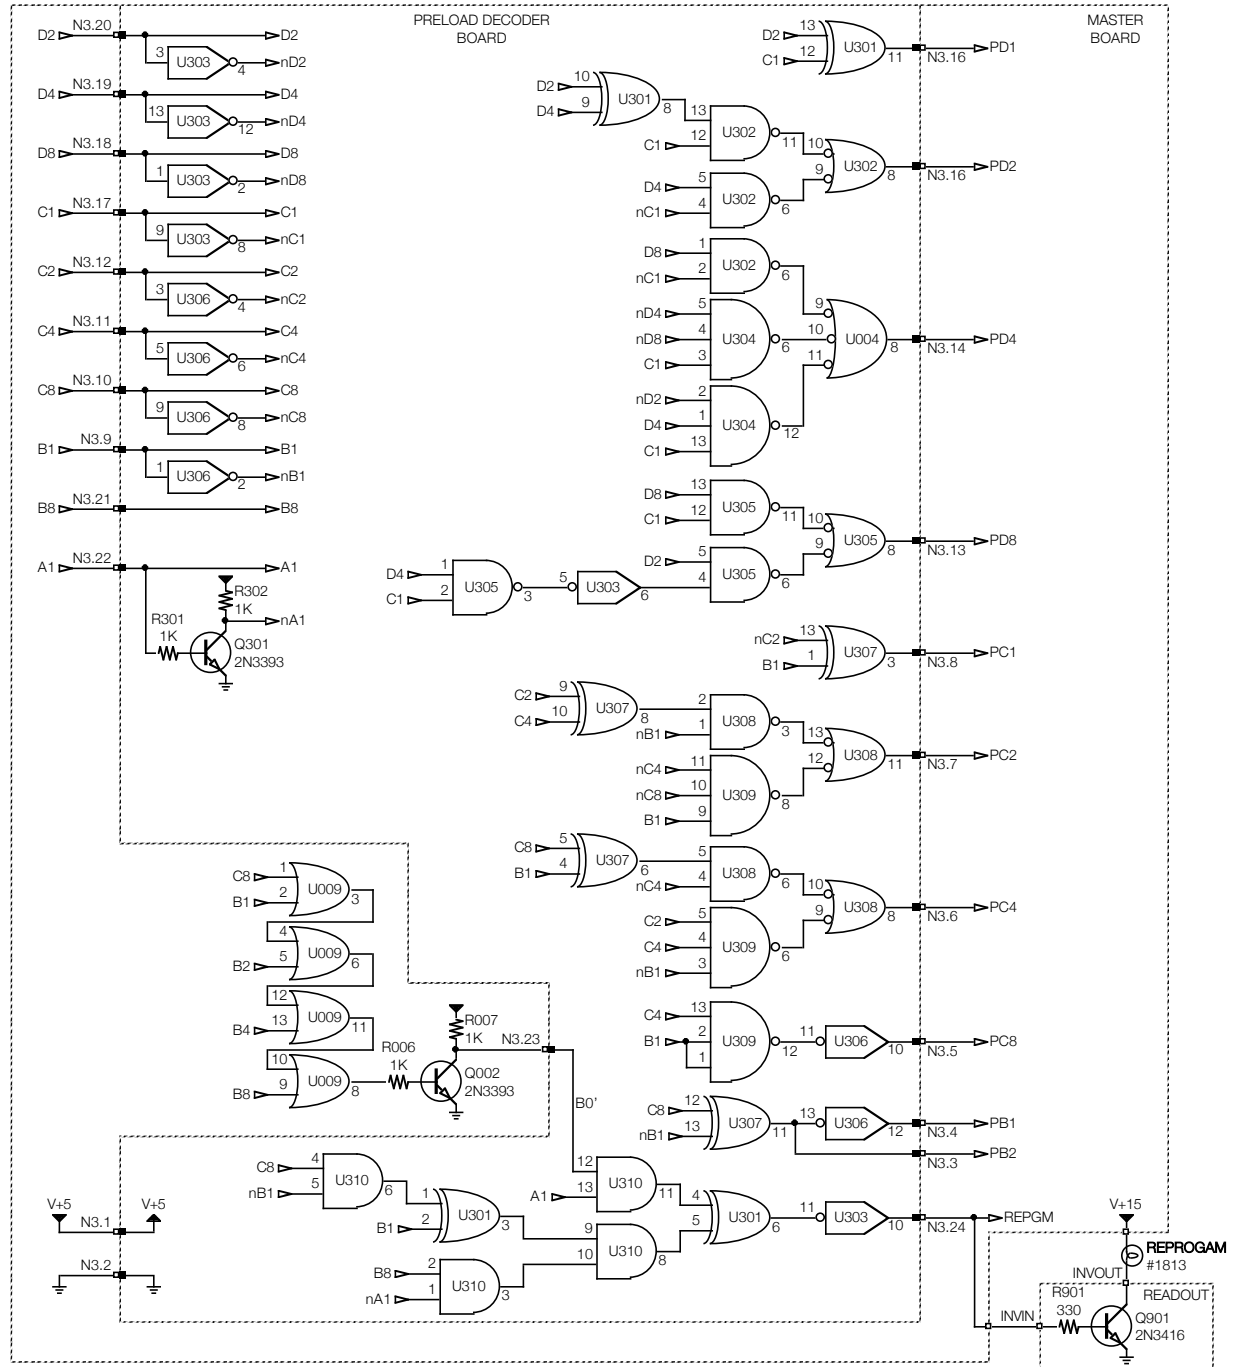 PRELOAD DECODER
BOARD
MASTER
BOARD
D2 N3.20 D2
3 U303 4 nD2
D4 N3.19 D4
13 U303 12 nD4
D8 N3.18 D8
1 U303 2 nD8
C1 N3.17 C1
9 U303 8 nC1
C2 N3.12 C2
3 U306 4 nC2
C4 N3.11 C4
5 U306 6 nC4
C8 N3.10 C8
9 U306 8 nC8
B1 N3.9 B1
1 U306 2 nB1
B8 N3.21 B8
A1 N3.22 A1
R302
1K
nA1
R301
1K
Q301
2N3393
D2 13
C1 12
U301 11 N3.16 PD1
D2 10
D4 9
U301 8
13
C1 12
U302 11
D4 5
nC1 4
U302 6
10
9
U302 8 N3.16 PD2
D8 1
nC1 2
U302 6
nD4 5
nD8 4
C1 3
U304 6
nD2 2
D4 1
C1 13
U304 12
9
10
11
U004 8 N3.14 PD4
D8 13
C1 12
U305 11
D4 1
C1 2
U305 3
5 U303 6
D2 5
4
U305 6
10
9
U305 8 N3.13 PD8
nC2 13
B1 1
U307 3 N3.8 PC1
C2 9
C4 10
U307 8
2
nB1 1
U308 3
nC4 11
nC8 10
B1 9
U309 8
13
12
U308 11 N3.7 PC2
C8 5
B1 4
U307 6
5
nC4 4
U308 6
C2 5
C4 4
nB1 3
U309 6
10
9
U308 8 N3.6 PC4
C4 13
B1 2
1
U309 12
11 U306 10 N3.5 PC8
C8 12
nB1 13
U307 11
13 U306 12 N3.4 PB1
N3.3 PB2
C8 1
B1 2
U009 3
4
B2 5
U009 6
12
B4 13
U009 11
10
B8 9
U009 8
R006
1K
R007
1K
Q002
2N3393
N3.23
B0'
C8 4
nB1 5
U310 6
1
B1 2
U301 3
B8 2
nA1 1
U310 3
12
A1 13
U310 11
9
10
U310 8
4
5
U301 6
11 U303 10 N3.24 REPGM
V+5 N3.1 V+5
N3.2
V+15
REPROGAM
#1813
INVOUT
READOUT
INVIN
R901
330
Q901
2N3416